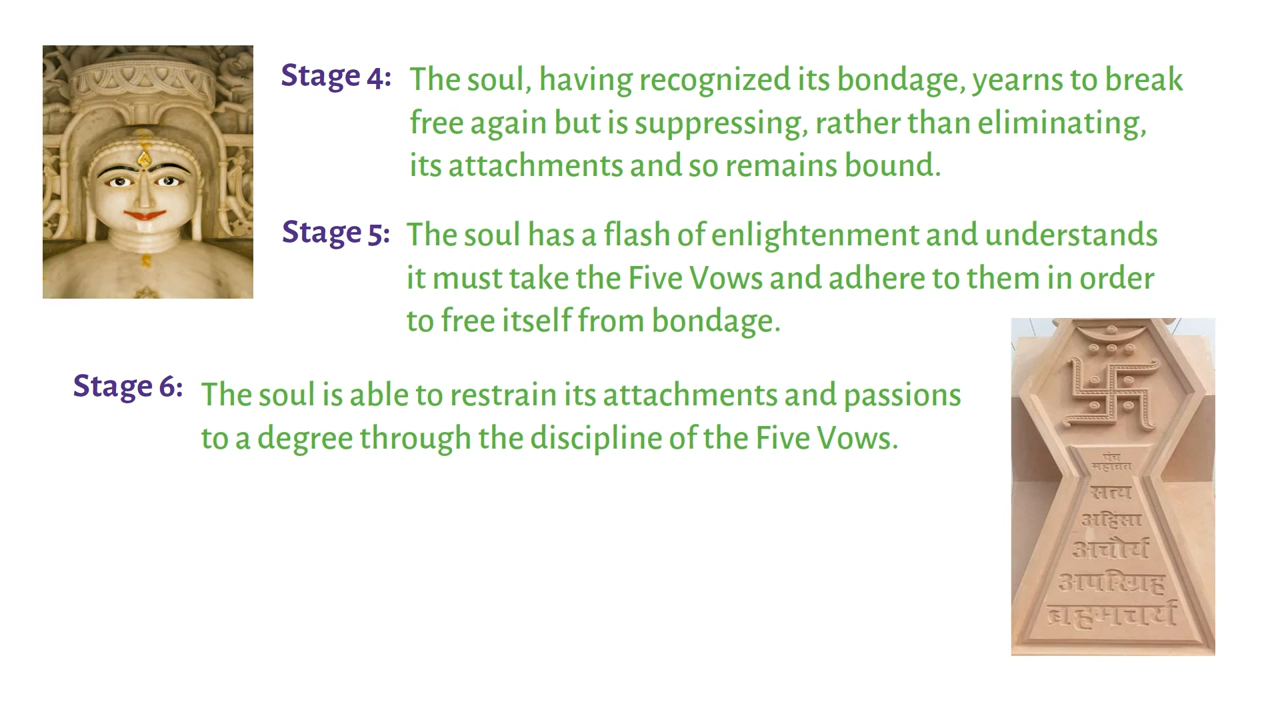 Stage 4: The soul, having recognized its bondage, yearns to break
free again but is suppressing, rather than eliminating,
its attachments and so remains bound.
Stage 5: The soul has a flash of enlightenment and understands
it must take the Five Vows and adhere to them in order
to free itself from bondage.
Stage 6: The soul is able to restrain its attachments and passions
to a degree through the discipline of the Five Vows.
पंच
महाव्रत
सत्य
अहिंसा
अचौर्य
अपरिग्रह
ब्रह्मचर्य